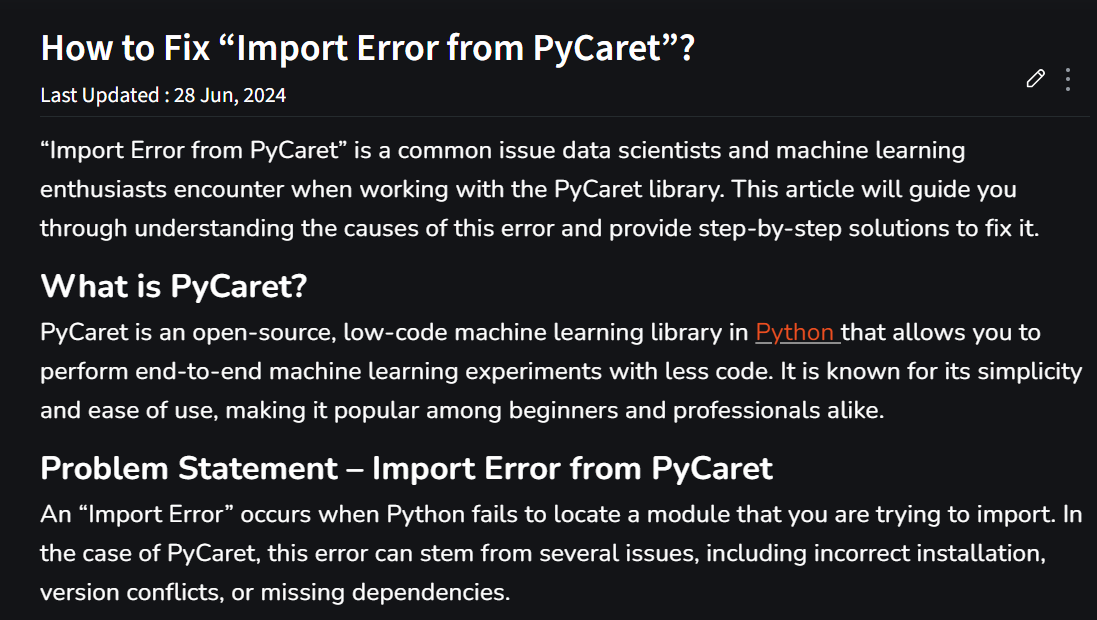 How to Fix “Import Error from PyCaret”?
Last Updated : 28 Jun, 2024
“Import Error from PyCaret” is a common issue data scientists and machine learning
enthusiasts encounter when working with the PyCaret library. This article will guide you
through understanding the causes of this error and provide step-by-step solutions to fix it.
What is PyCaret?
PyCaret is an open-source, low-code machine learning library in Python that allows you to
perform end-to-end machine learning experiments with less code. It is known for its simplicity
and ease of use, making it popular among beginners and professionals alike.
Problem Statement – Import Error from PyCaret
An “Import Error” occurs when Python fails to locate a module that you are trying to import. In
the case of PyCaret, this error can stem from several issues, including incorrect installation,
version conflicts, or missing dependencies.